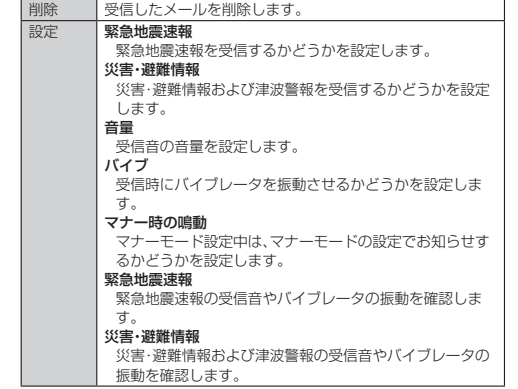 削除 受信したメールを削除します。
設定 緊急地震速報
緊急地震速報を受信するかどうかを設定します。
災害・避難情報
災害・避難情報および津波警報を受信するかどうかを設定
します。
音量
受信音の音量を設定します。
バイブ
受信時にバイブレータを振動させるかどうかを設定しま
す。
マナー時の鳴動
マナーモード設定中は、マナーモードの設定でお知らせす
るかどうかを設定します。
緊急地震速報
緊急地震速報の受信音やバイブレータの振動を確認しま
す。
災害・避難情報
災害・避難情報および津波警報の受信音やバイブレータの
振動を確認します。